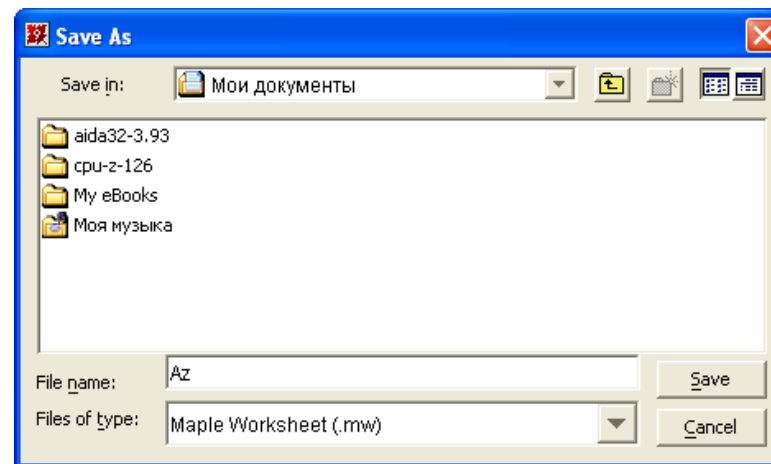 Save As
Save in: Мои документы
aida32-3.93
cpu-z-126
My eBooks
Моя музыка
File name: Az Save
Files of type: Maple Worksheet (.mw) Cancel